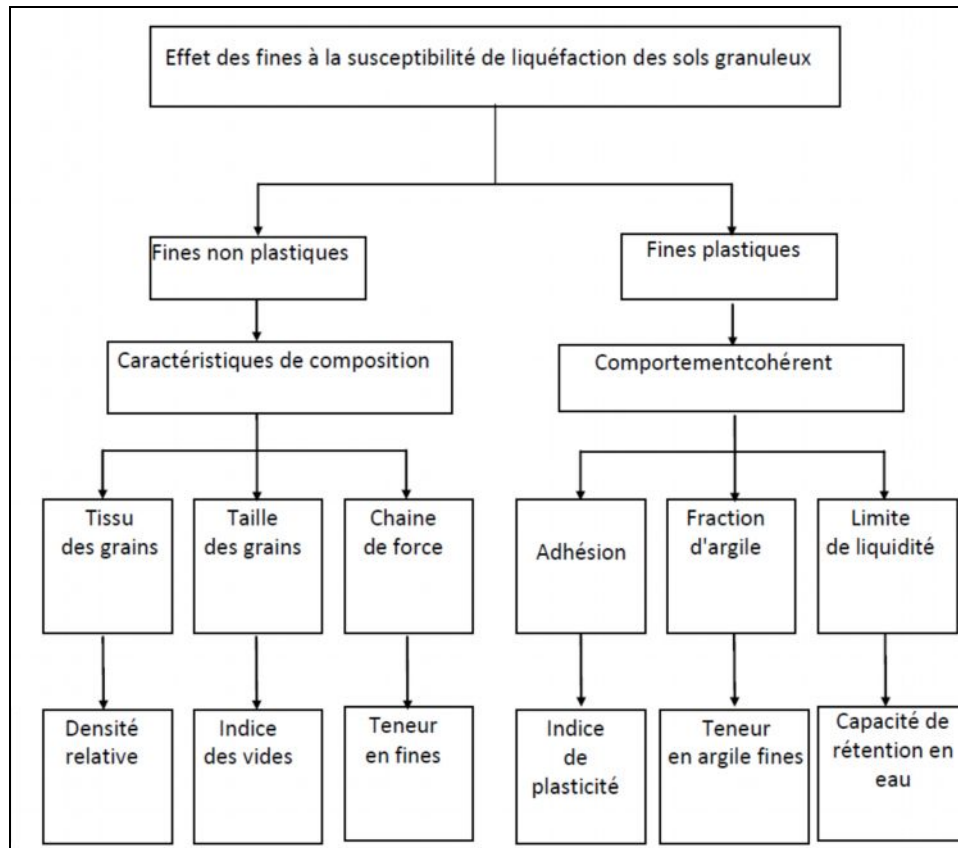 Effet des fines à la susceptibilité de liquéfaction des sols granuleux
Fines non plastiques
Fines plastiques
Caractéristiques de composition
Comportementcohérent
Tissu
des grains
Taille
des grains
Chaine
de force
Adhésion
Fraction
d'argile
Limite
de liquidité
Densité
relative
Indice
des vides
Teneur
en fines
Indice
de
plasticité
Teneur
en argile fines
Capacité de
rétention en
eau